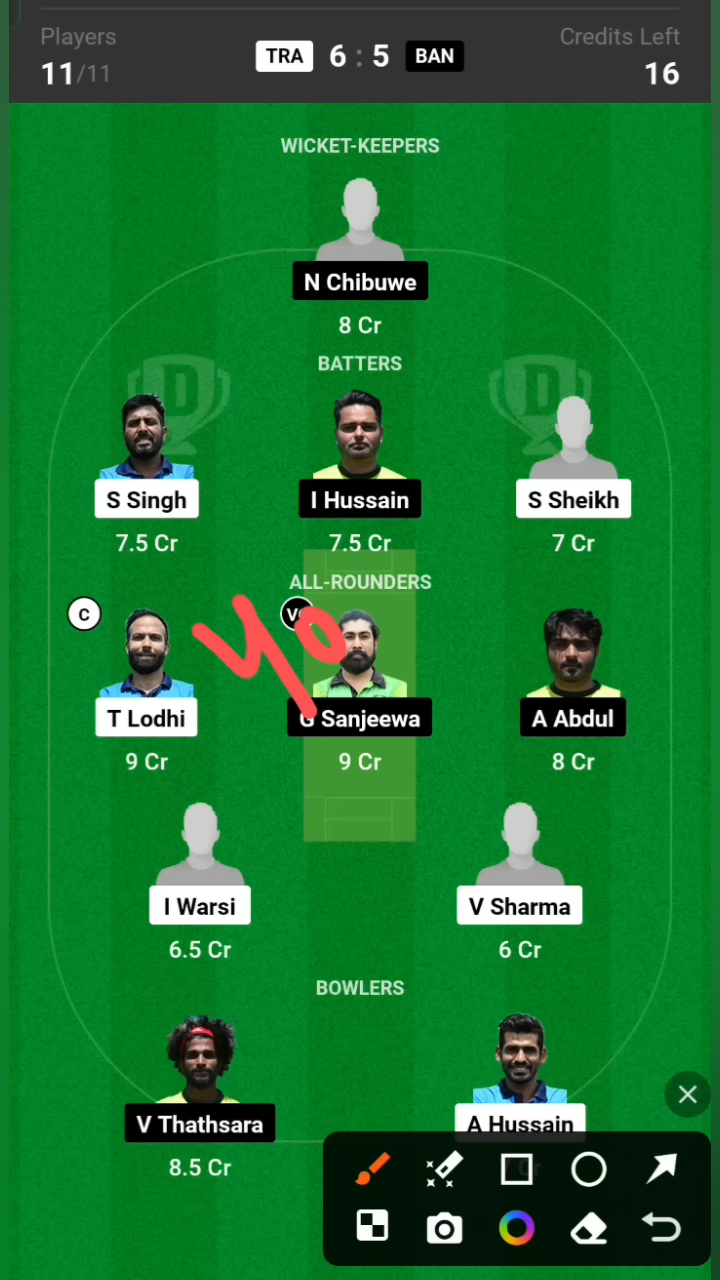 Players
Credits Left
11/11
TRA 6 : 5 BAN
16
WICKET-KEEPERS
N Chibuwe
8 Cr
BATTERS
S Singh
I Hussain
S Sheikh
7.5 Cr
7.5 Cr
7 Cr
ALL-ROUNDERS
C
Yo
T Lodhi
G Sanjeewa
A Abdul
9 Cr
9 Cr
8 Cr
I Warsi
V Sharma
6.5 Cr
6 Cr
BOWLERS
V Thathsara
A Hussain
8.5 Cr